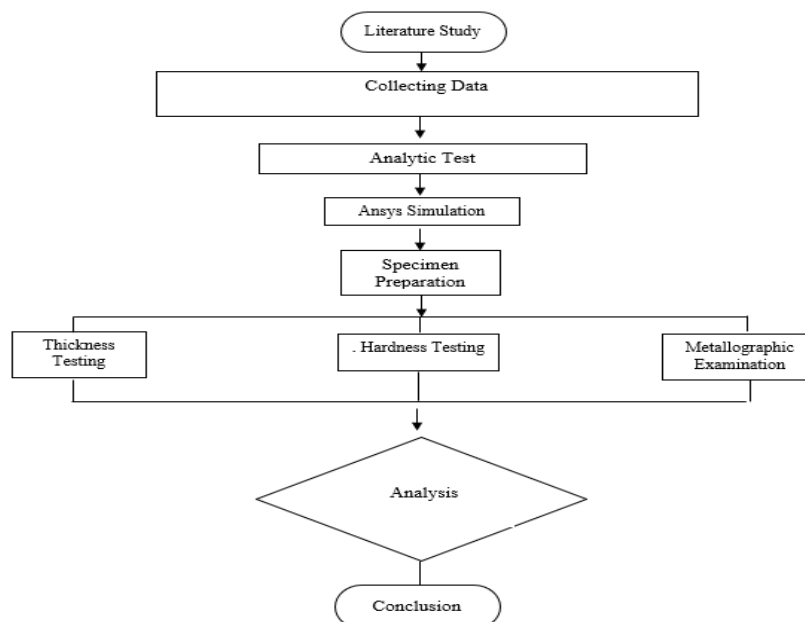 Literature Study
Collecting Data
Analytic Test
Ansys Simulation
Specimen
Preparation
Thickness
Testing
. Hardness Testing
Metallographic
Examination
Analysis
Conclusion